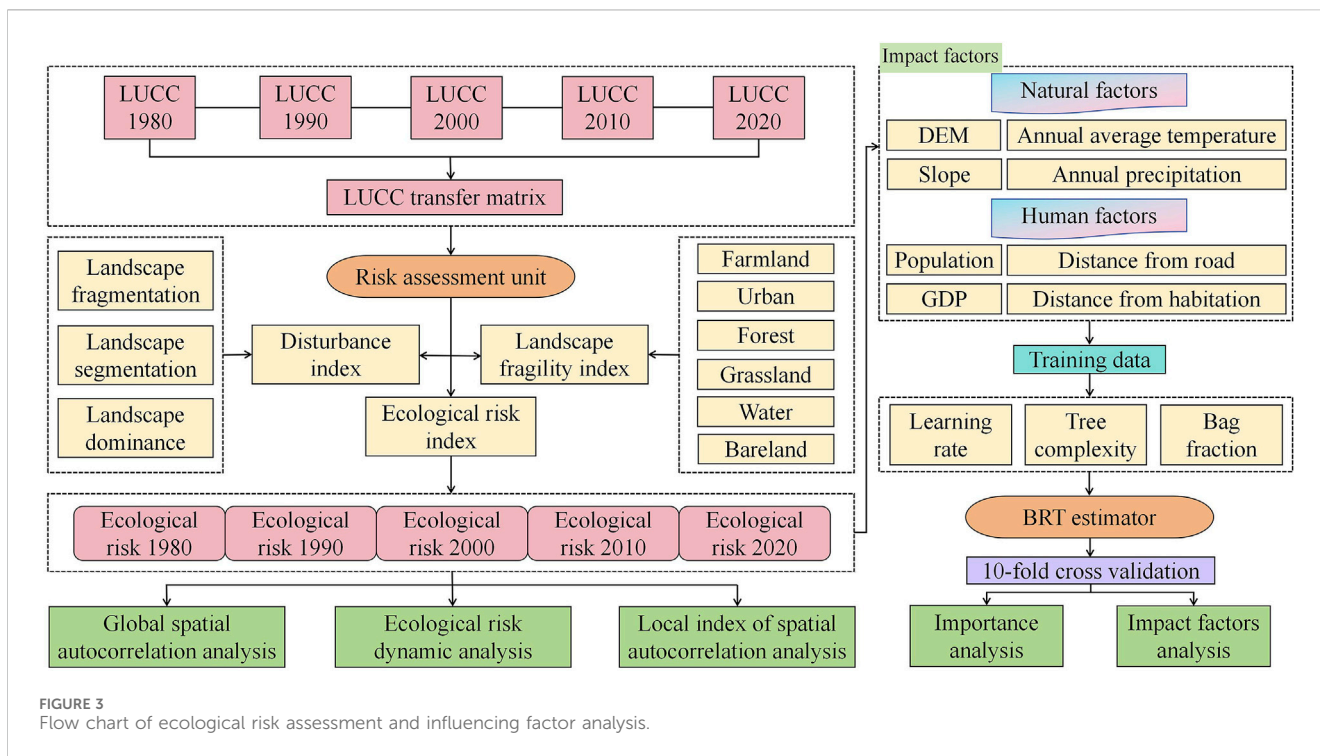 LUCC
1980
LUCC
1990
LUCC
2000
LUCC
2010
LUCC
2020
LUCC transfer matrix
Landscape
fragmentation
Landscape
segmentation
Landscape
dominance
Risk assessment unit
Disturbance
index
Landscape
fragility index
Ecological risk
index
Farmland
Urban
Forest
Grassland
Water
Bareland
Ecological
risk 1980
Ecological
risk 1990
Ecological
risk 2000
Ecological
risk 2010
Ecological
risk 2020
Global spatial
autocorrelation analysis
Ecological risk
dynamic analysis
Local index of spatial
autocorrelation analysis
Impact factors
Natural factors
DEM
Annual average temperature
Slope
Annual precipitation
Human factors
Population
Distance from road
GDP
Distance from habitation
Training data
Learning
rate
Tree
complexity
Bag
fraction
BRT estimator
10-fold cross validation
Importance
analysis
Impact factors
analysis
FIGURE 3
Flow chart of ecological risk assessment and influencing factor analysis.